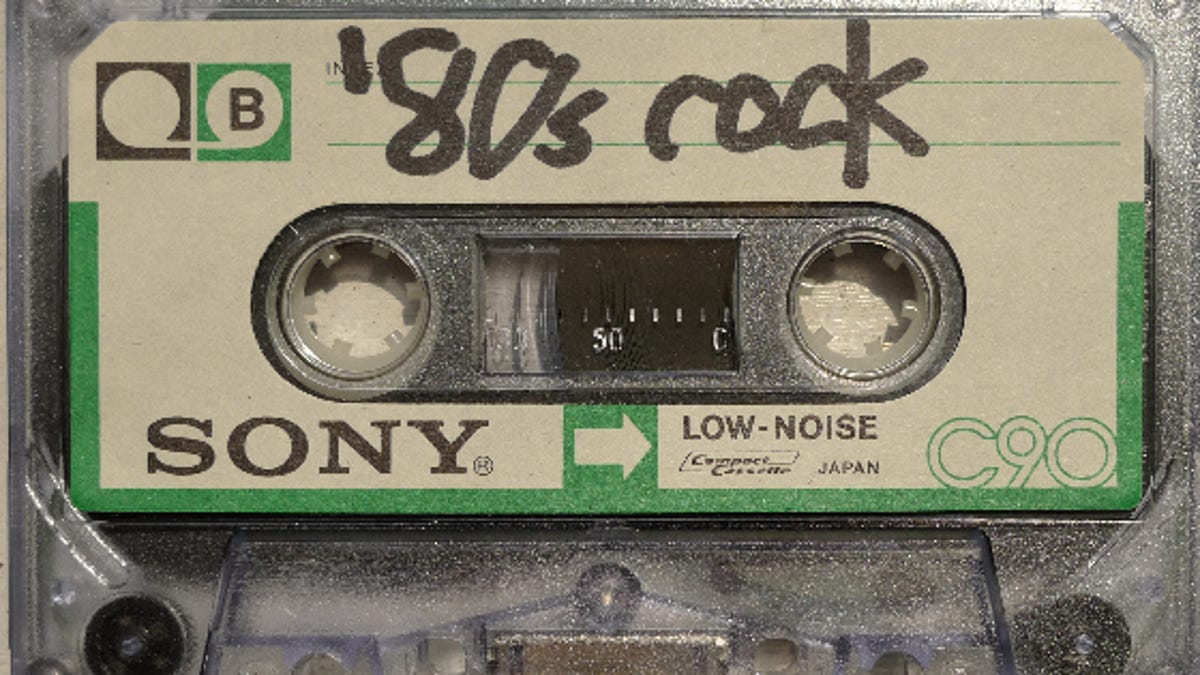 '80s rock
B
50
SONY®
LOW-NOISE
Compact Cassette JAPAN
C90